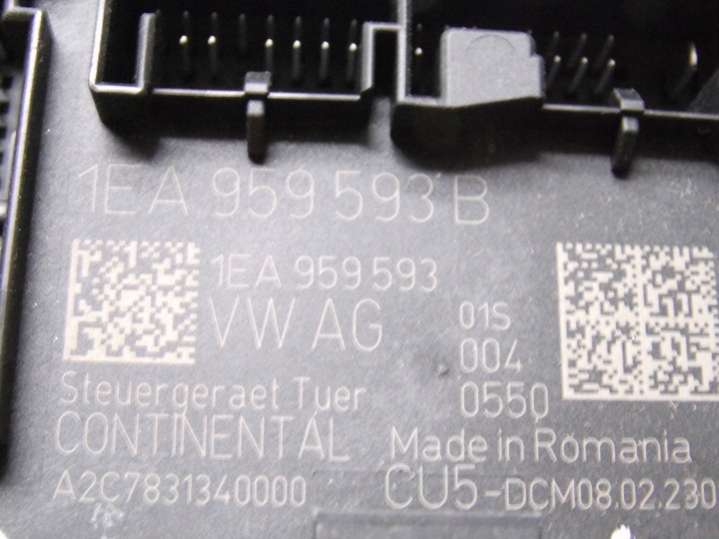 1EA 959 593 B
1EA 959 593
VW AG
01S
004
0550
Steuergeraet Tuer
CONTINENTAL
Made in Romania
A2C7831340000
CU5-DCM08.02.230